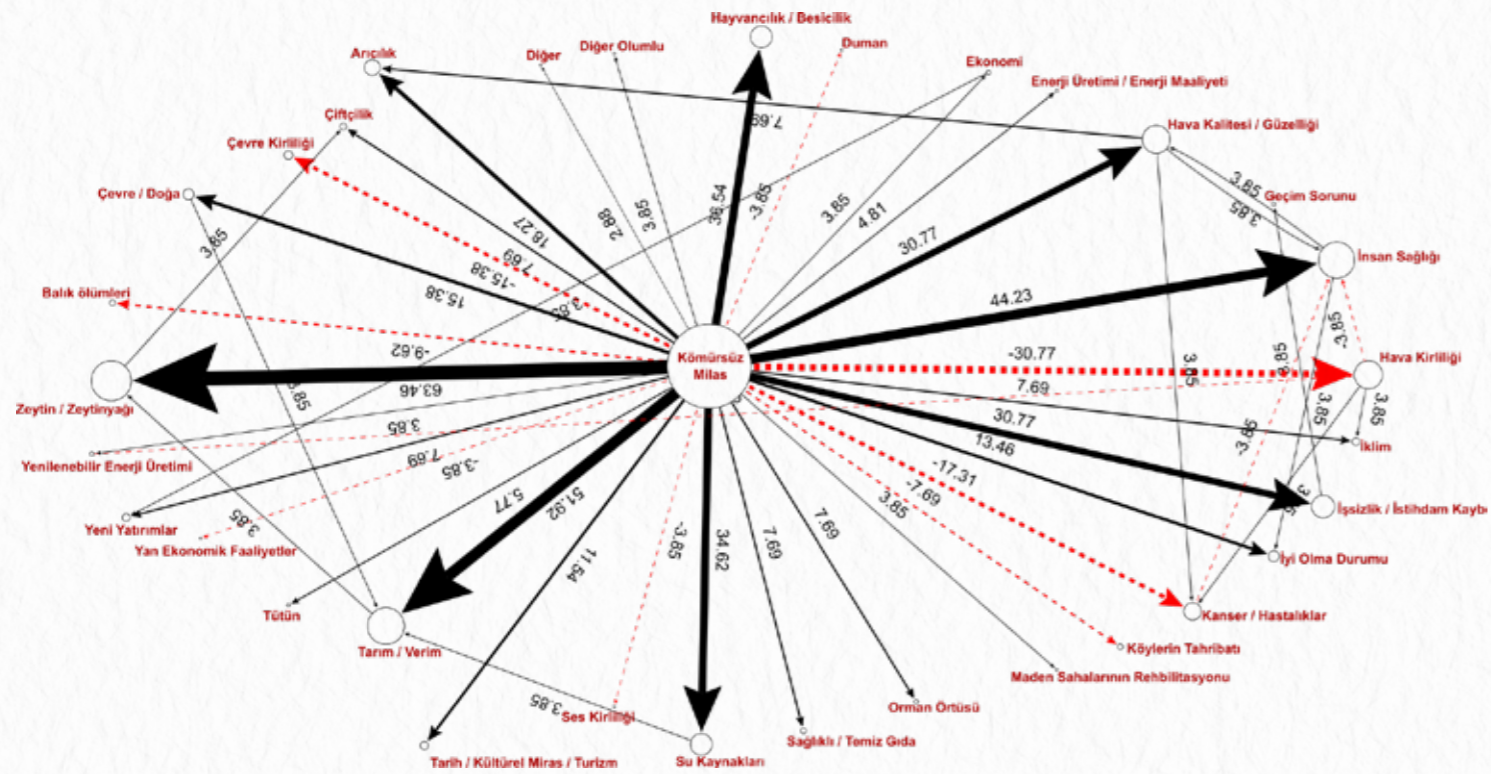 Hayvancılık / Besicilik
Diğer Olumlu
Duman
Arıcılık
Diğer
Ekonomi
Enerji Üretimi / Enerji Maaliyeti
Çiftçilik
Hava Kalitesi / Güzelliği
7.69
Çevre Kirliliği
Çevre / Doğa
3.85
3.85
Geçim Sorunu
-3.85
3.85
4.81
2.88
3.85
18.27
30.77
3.85
İnsan Sağlığı
7.69
-15.38
15.38
44.23
Balık ölümleri
-3.85
Kömürsüz
Milas
-9.62
-30.77
Hava Kirliliği
63.46
7.69
3.85
3.85
3.85
Zeytin / Zeytinyağı
30.77
3.85
3.85
13.46
İklim
Yenilenebilir Enerji Üretimi
7.69
-3.85
-17.31
-7.69
-3.85
5.77
51.92
3.85
İşsizlik / İstihdam Kaybı
Yeni Yatırımlar
3.85
Yan Ekonomik Faaliyetler
-3.85
34.62
7.69
7.69
İyi Olma Durumu
11.54
Tütün
Kanser / Hastalıklar
Tarım / Verim
Köylerin Tahribatı
Maden Sahalarının Rehbilitasyonu
3.85
Ses Kirliliği
Orman Örtüsü
Sağlıklı / Temiz Gıda
Tarih / Kültürel Miras / Turizm
Su Kaynakları